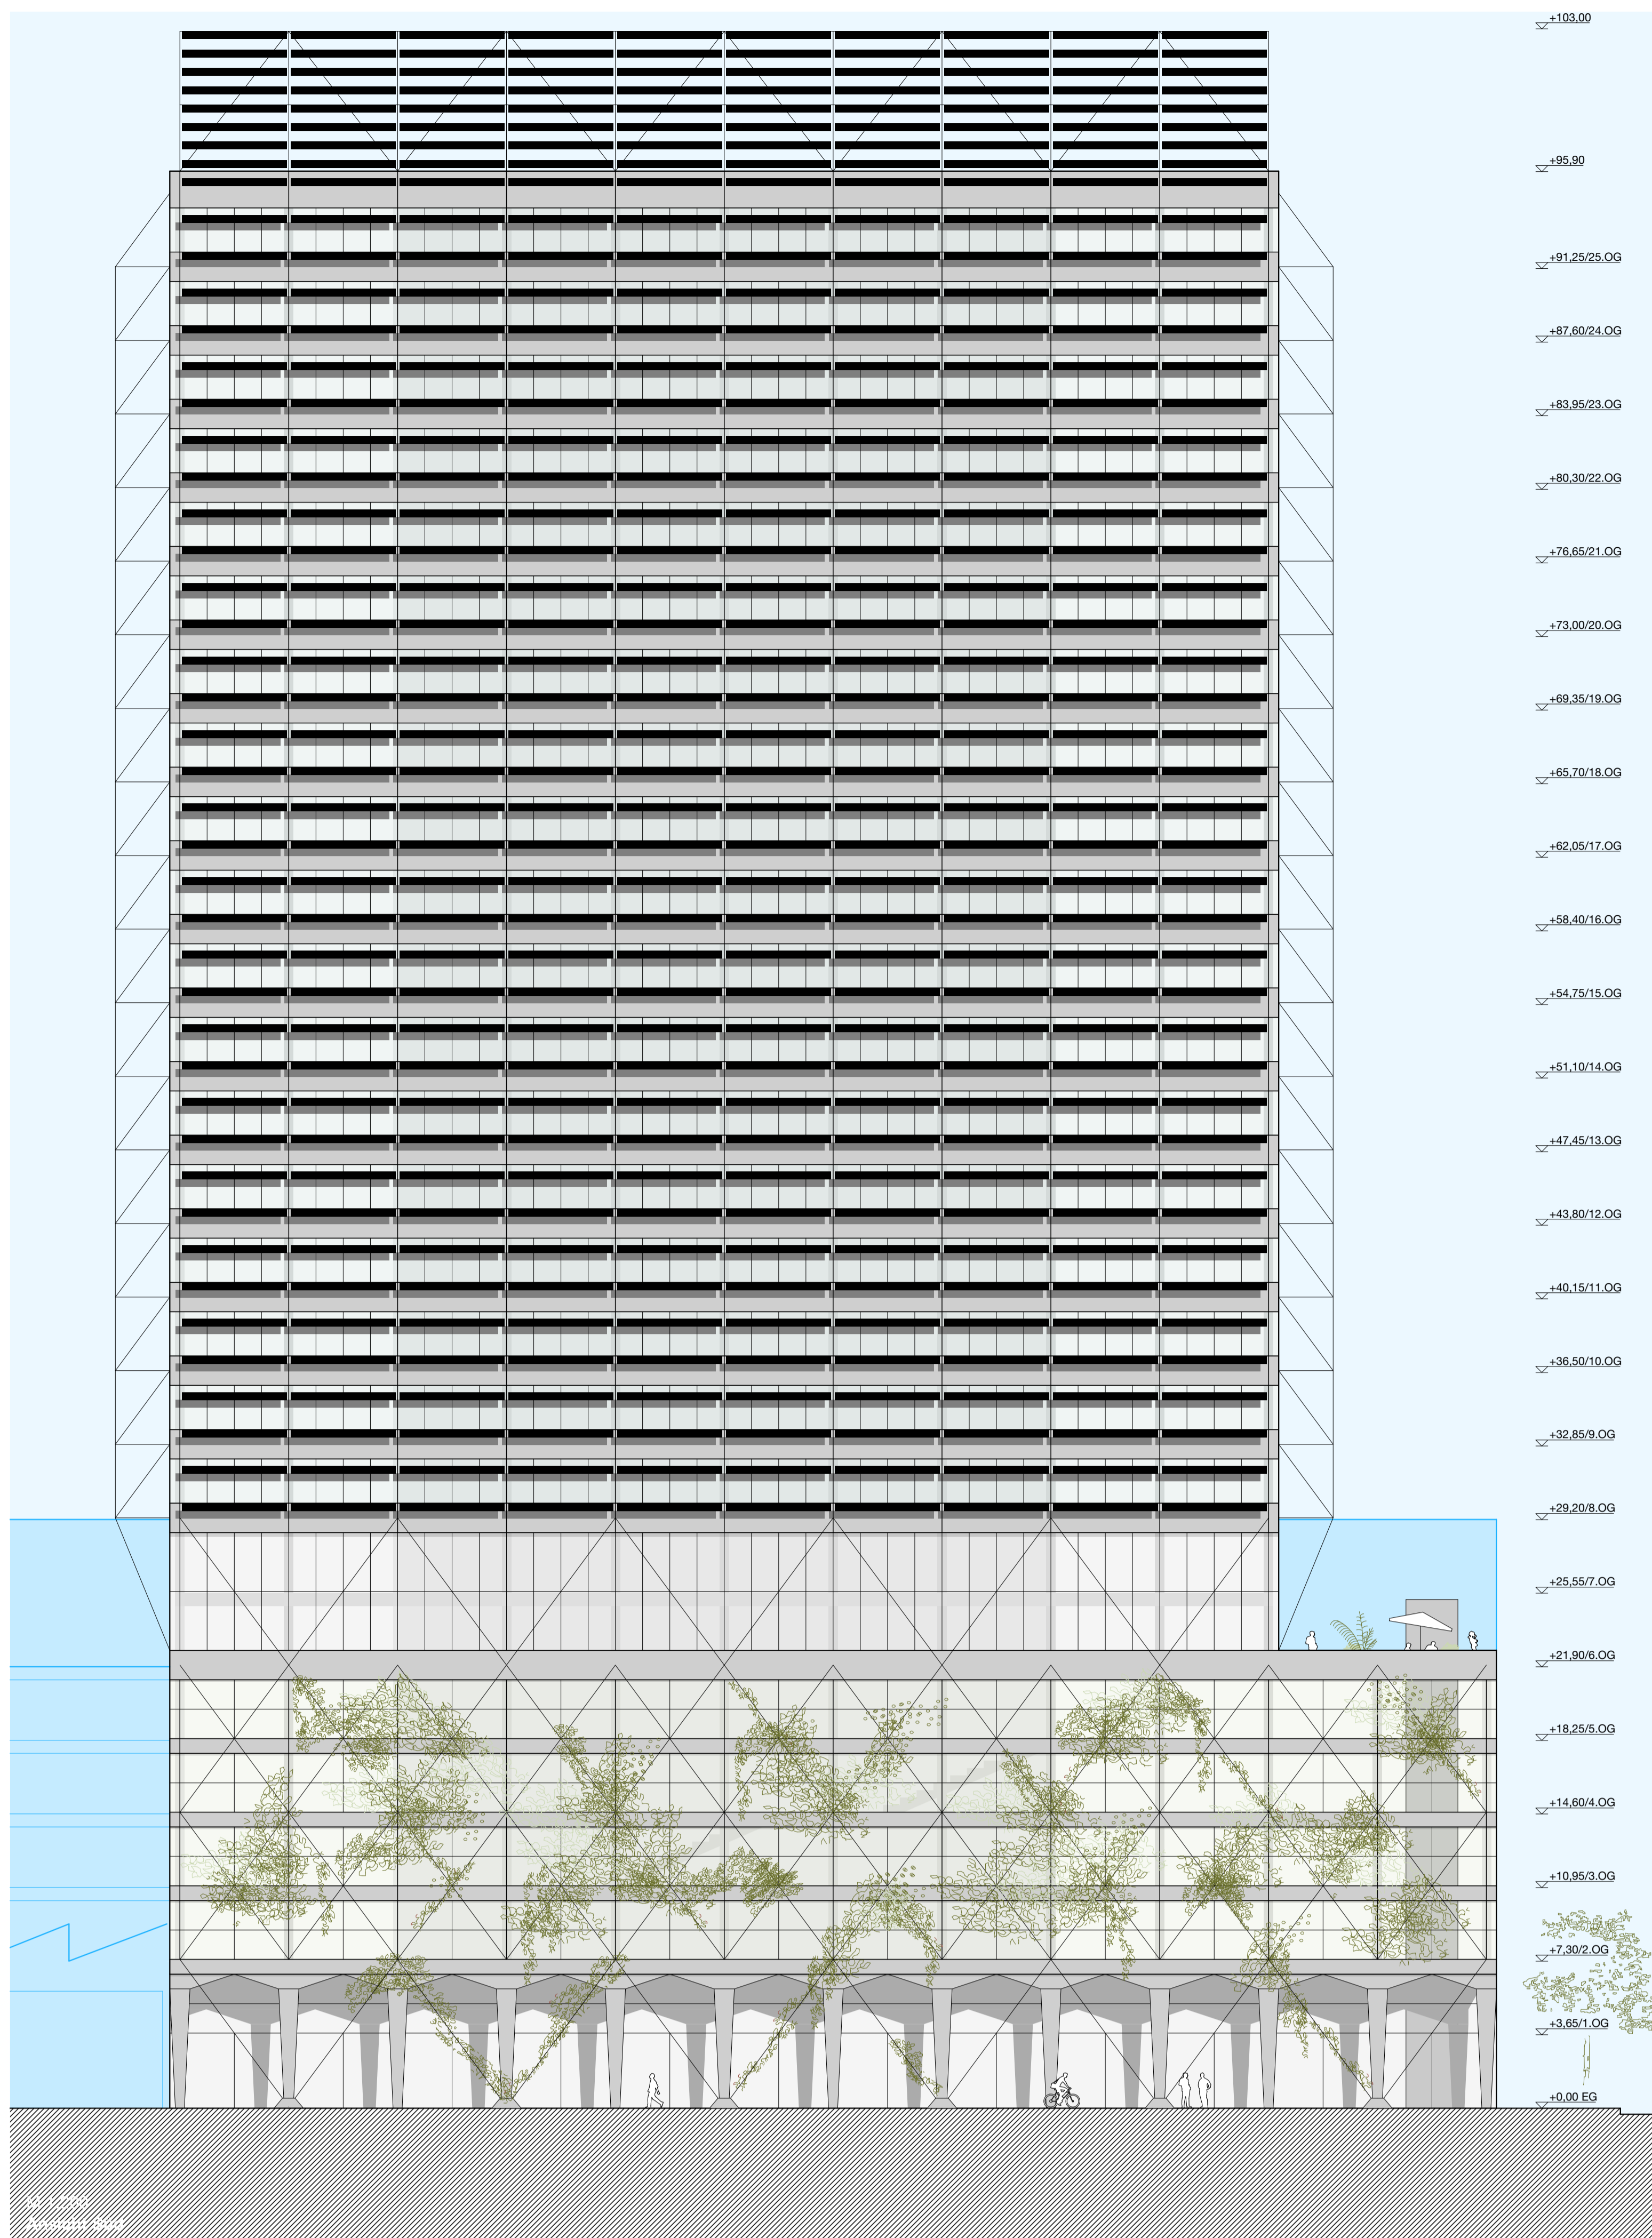 +103,00
+95,90
+91,25/25.OG
+87,60/24.OG
+83,95/23.OG
+80,30/22.OG
+76,65/21.OG
+73,00/20.OG
+69,35/19.OG
+65,70/18.OG
+62,05/17.OG
+58,40/16.OG
+54,75/15.OG
+51,10/14.OG
+47,45/13.OG
+43,80/12.OG
+40,15/11.OG
+36,50/10.OG
+32,85/9.OG
+29,20/8.OG
+25,55/7.OG
+21,90/6.OG
+18,25/5.OG
+14,60/4.OG
+10,95/3.OG
+7,30/2.OG
+3,65/1.OG
+0,00 EG
M 1:200
Ansicht Süd